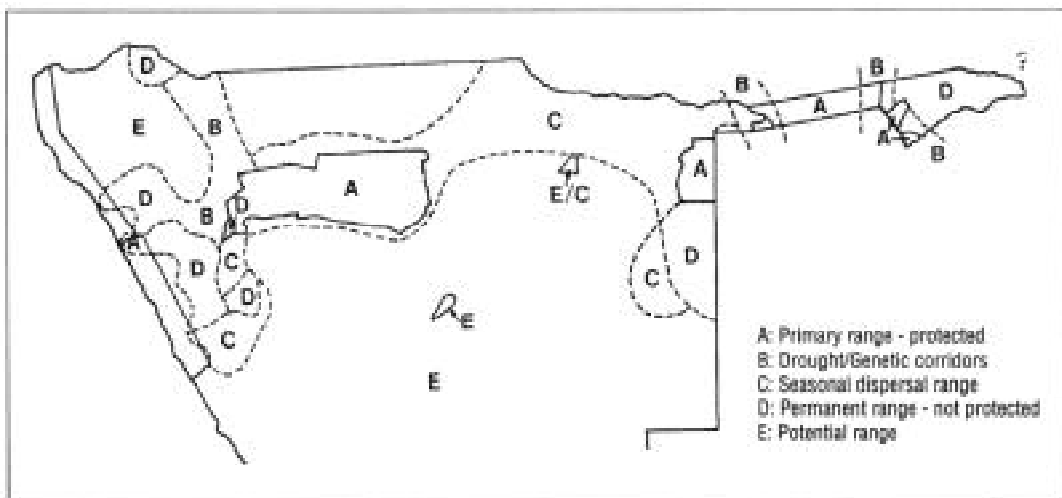 D
B
B
?
E
B
C
A
D
A
B
A
A
E/C
D
D
B
A
A
D
C
D
C
D
C
E
E
A: Primary range - protected
B: Drought/Genetic corridors
C: Seasonal dispersal range
D: Permanent range - not protected
E: Potential range